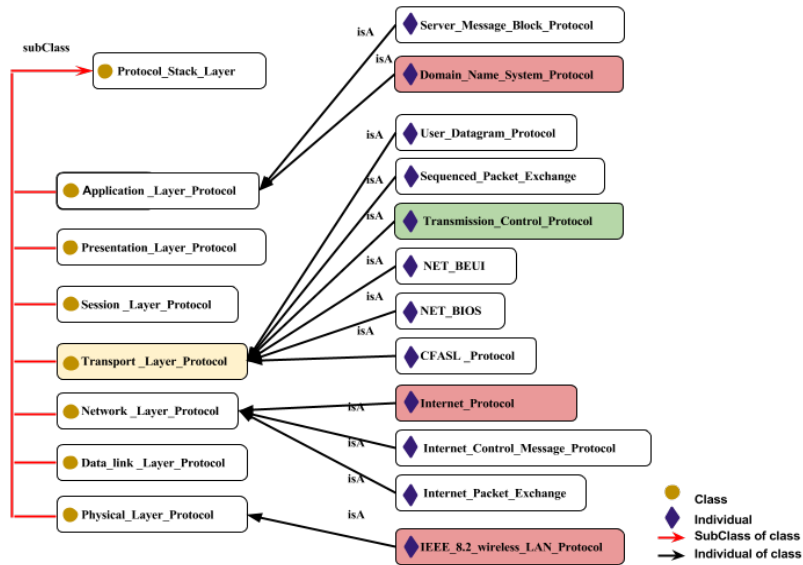 subClass
Protocol_Stack_Layer
Application _Layer_Protocol
Presentation_Layer_Protocol
Session _Layer_Protocol
Transport _Layer_Protocol
Network _Layer_Protocol
Data_link _Layer_Protocol
Physical_Layer_Protocol
isA
Server_Message_Block_Protocol
isA
Domain_Name_System_Protocol
isA
User_Datagram_Protocol
isA
Sequenced_Packet_Exchange
isA
Transmission_Control_Protocol
isA
NET_BEUI
isA
NET_BIOS
isA
CFASL _Protocol
isA
Internet_Protocol
isA
Internet_Control_Message_Protocol
isA
Internet_Packet_Exchange
isA
IEEE_8.2_wireless_LAN_Protocol
Class
Individual
SubClass of class
Individual of class